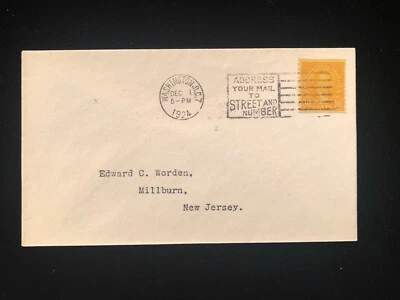 WASHINGTON, D.C.
DEC 1
5-PM
1924
ADDRESS
YOUR MAIL
TO
STREET AND
NUMBER
Edward C. Worden,
Millburn,
New Jersey.